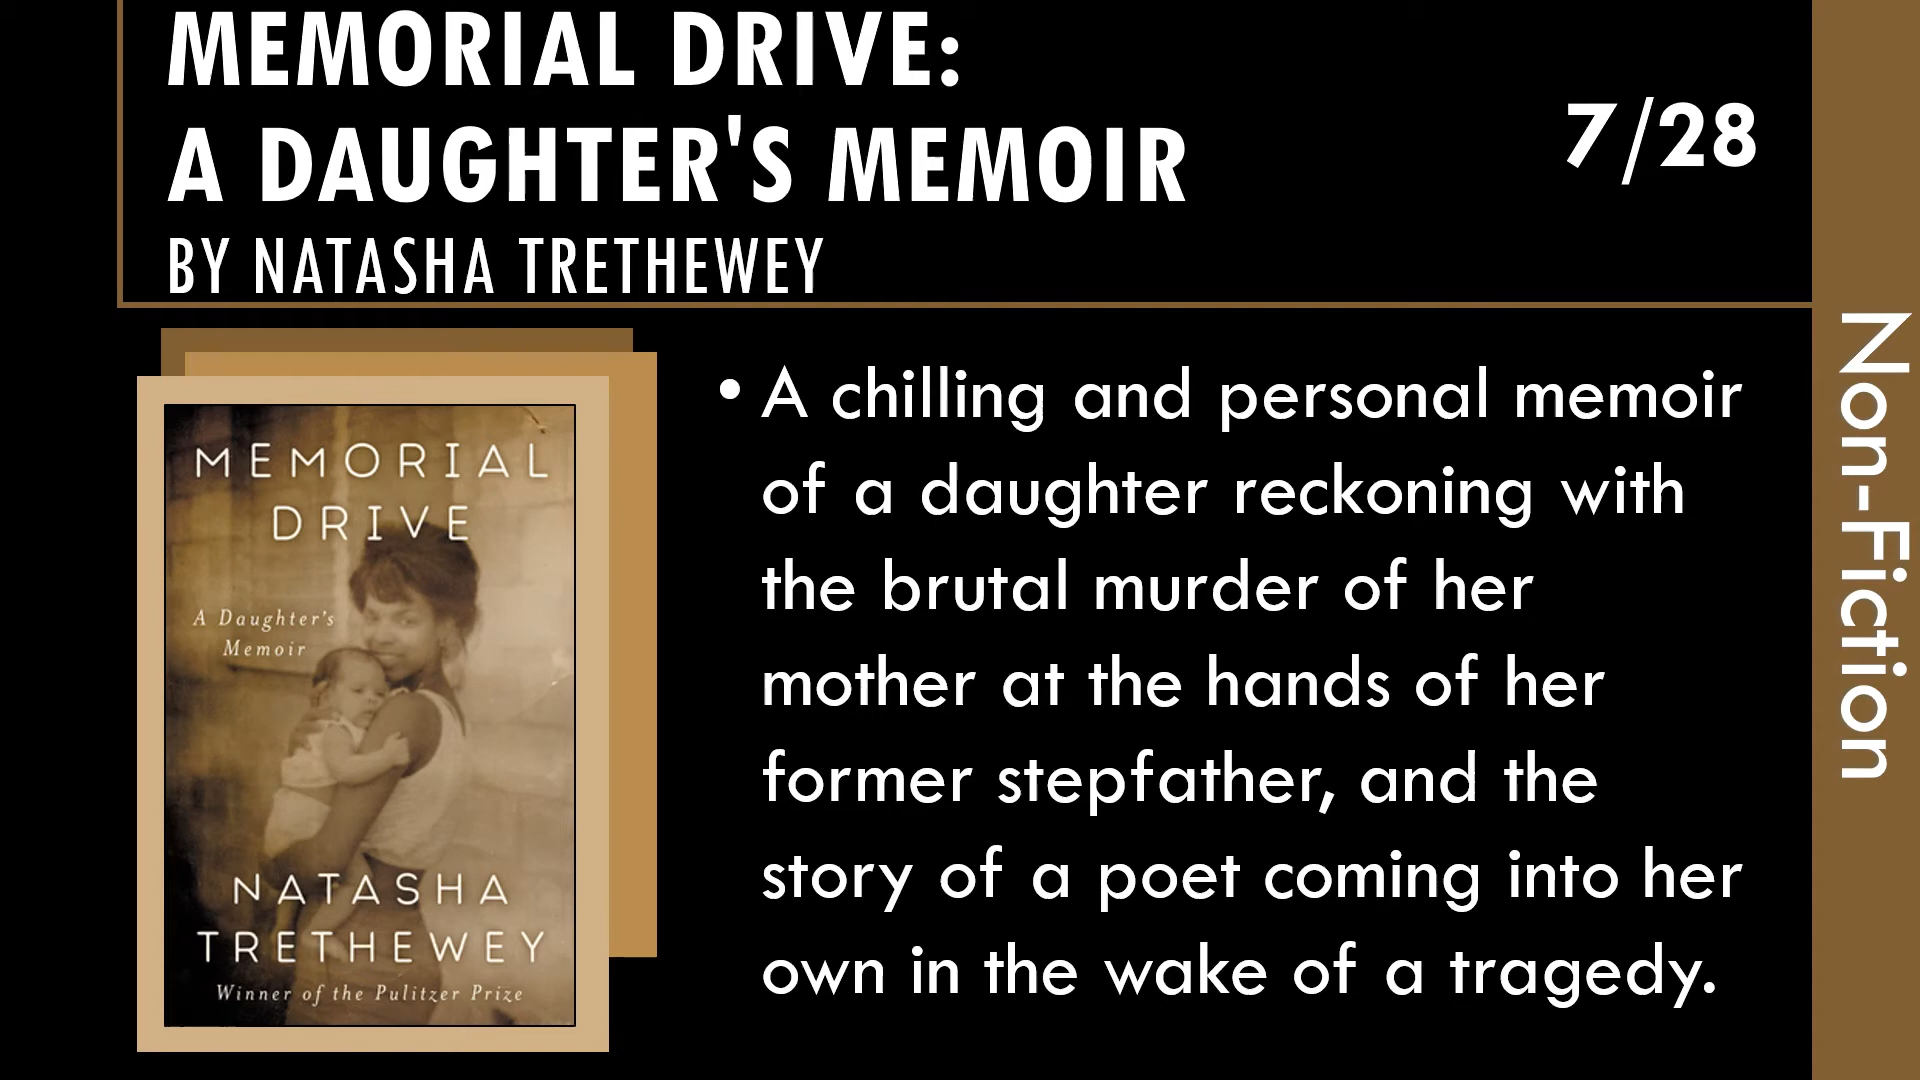 MEMORIAL DRIVE:
A DAUGHTER'S MEMOIR
BY NATASHA TRETHEWEY
7/28
MEMORIAL
DRIVE
A Daughter's
Memoir
NATASHA
TRETHEWEY
Winner of the Pulitzer Prize
• A chilling and personal memoir
of a daughter reckoning with
the brutal murder of her
mother at the hands of her
former stepfather, and the
story of a poet coming into her
own in the wake of a tragedy.
Non-Fiction